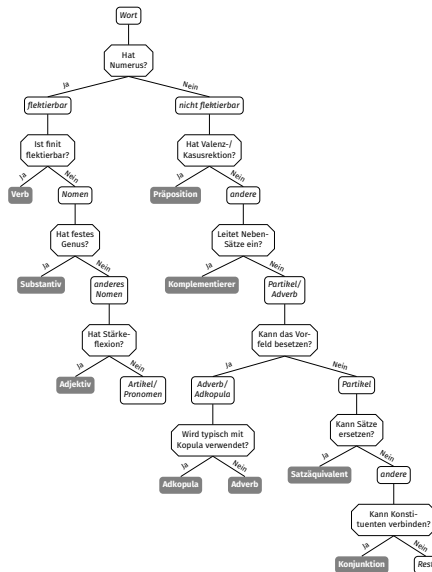 Wort
Hat
Numerus?
Ja
Nein
flektierbar
nicht flektierbar
Ist finit
flektierbar?
Hat Valenz-/
Kasusrektion?
Ja
Nein
Ja
Nein
Verb
Nomen
Präposition
andere
Hat festes
Genus?
Leitet Neben-
Sätze ein?
Ja
Nein
Ja
Nein
Substantiv
anderes
Nomen
Komplementierer
Partikel/
Adverb
Hat Stärke-
flexion?
Kann das Vor-
feld besetzen?
Ja
Nein
Ja
Nein
Adjektiv
Artikel/
Pronomen
Adverb/
Adkopula
Partikel
Wird typisch mit
Kopula verwendet?
Kann Sätze
ersetzen?
Ja
Nein
Ja
Nein
Adkopula
Adverb
Satzäquivalent
andere
Kann Konsti-
tuenten verbinden?
Ja
Nein
Konjunktion
Rest